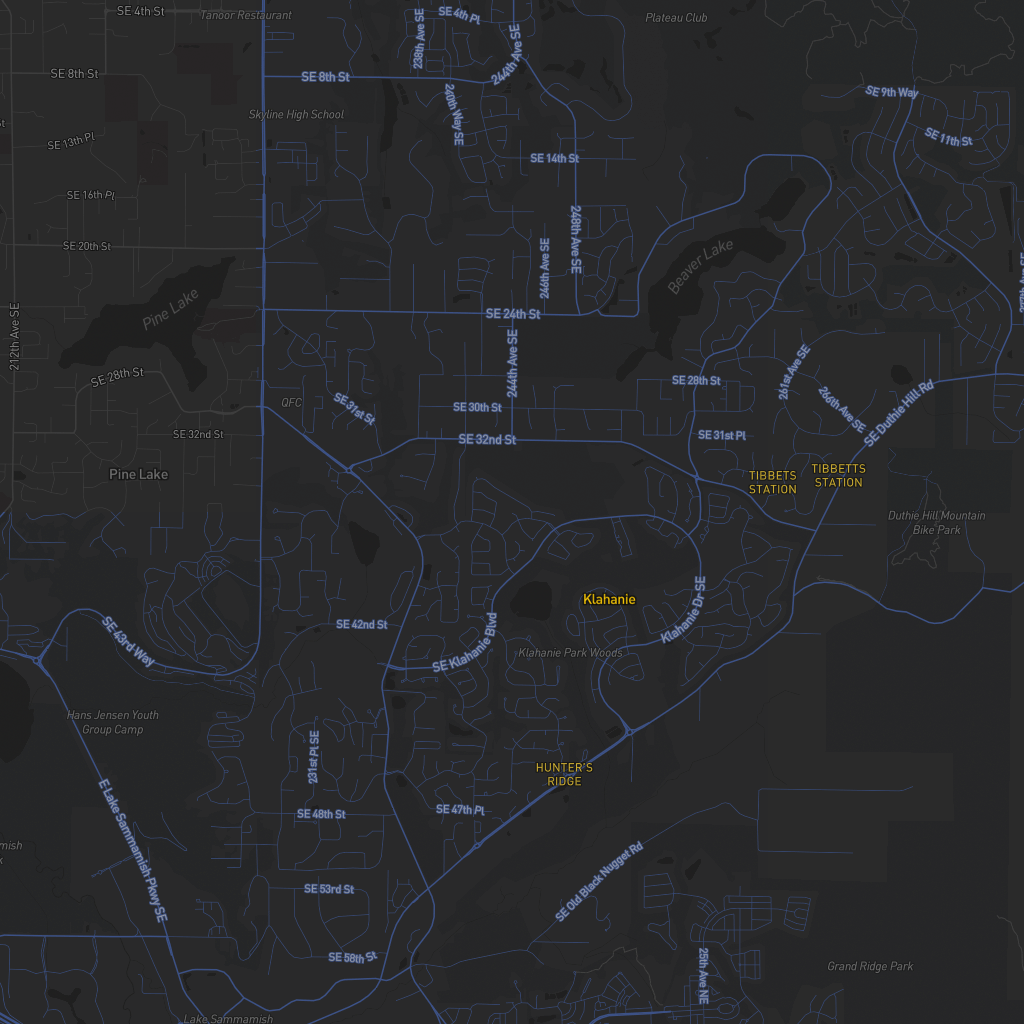 SE 4th St
Tanoor Restaurant
238th Ave SE
SE 4th Pl
244th Ave SE
Plateau Club
SE 8th St
SE 8th St
240th Way SE
SE 9th Way
SE 11th St
Skyline High School
SE 13th Pl
SE 14th St
SE 16th Pl
SE 20th St
246th Ave SE
248th Ave SE
Beaver Lake
Pine Lake
212th Ave SE
SE 24th St
244th Ave SE
SE 28th St
SE 28th St
261st Ave SE
266th Ave SE
SE Duthie Hill Rd
QFC
SE 31st St
SE 30th St
SE 32nd St
SE 32nd St
SE 31st Pl
Pine Lake
TIBBETS
STATION
TIBBETTS
STATION
Duthie Hill Mountain
Bike Park
Klahanie
Klahanie Dr SE
SE 42nd St
SE 43rd Way
SE Klahanie Blvd
Klahanie Park Woods
Hans Jensen Youth
Group Camp
231st Pl SE
HUNTER'S
RIDGE
E Lake Sammamish Pkwy SE
SE 48th St
SE 47th Pl
SE Old Black Nugget Rd
SE 53rd St
SE 58th St
25th Ave NE
Grand Ridge Park
Lake Sammamish